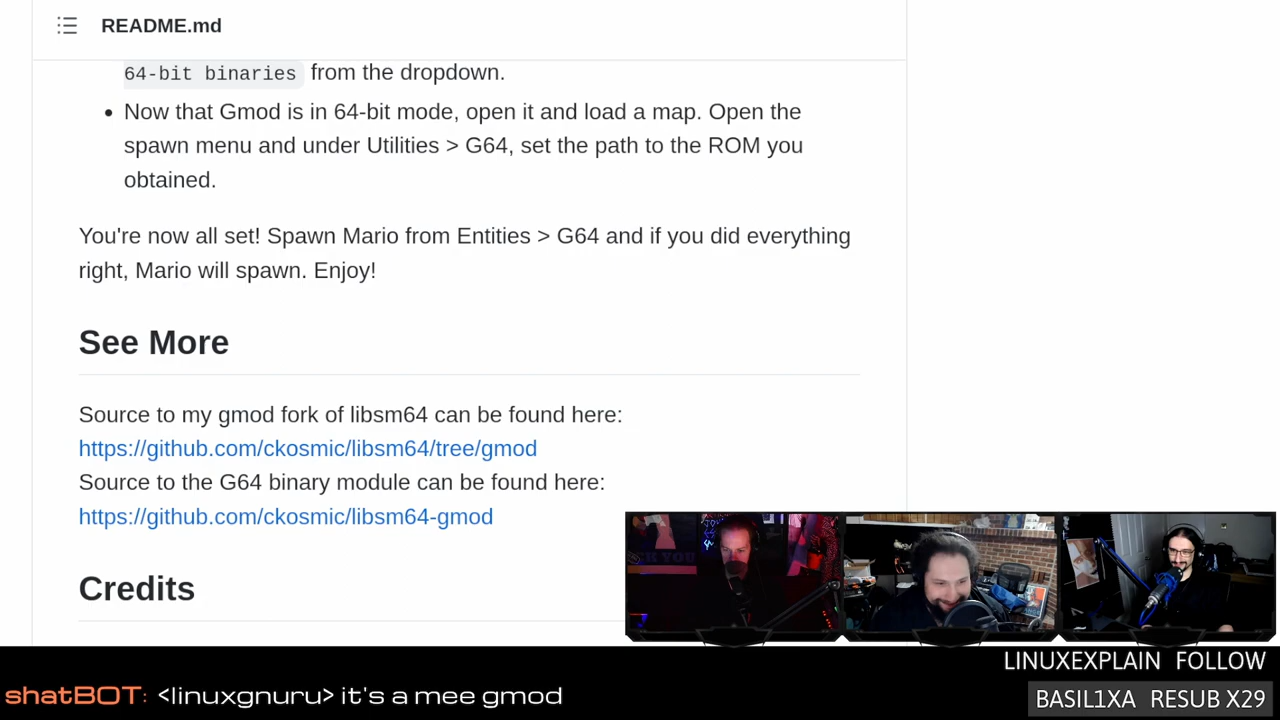 README.md
64-bit binaries from the dropdown.
• Now that Gmod is in 64-bit mode, open it and load a map. Open the
spawn menu and under Utilities > G64, set the path to the ROM you
obtained.
You're now all set! Spawn Mario from Entities > G64 and if you did everything
right, Mario will spawn. Enjoy!
See More
Source to my gmod fork of libsm64 can be found here:
https://github.com/ckosmic/libsm64/tree/gmod
Source to the G64 binary module can be found here:
https://github.com/ckosmic/libsm64-gmod
Credits
LINUXEXPLAIN FOLLOW
shatBOT: <linuxgnuru> it's a mee gmod
BASIL1XA RESUB X29